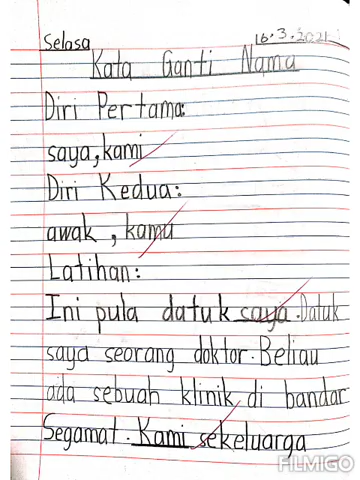 Selasa 16.3.2021
Kata Ganti Nama
Diri Pertama:
saya, kami
Diri Kedua:
awak, kamu
Latihan:
Ini pula datuk saya. Datuk
saya seorang doktor. Beliau
ada sebuah klinik di bandar
Segamat. Kami sekeluarga
FILMIGO